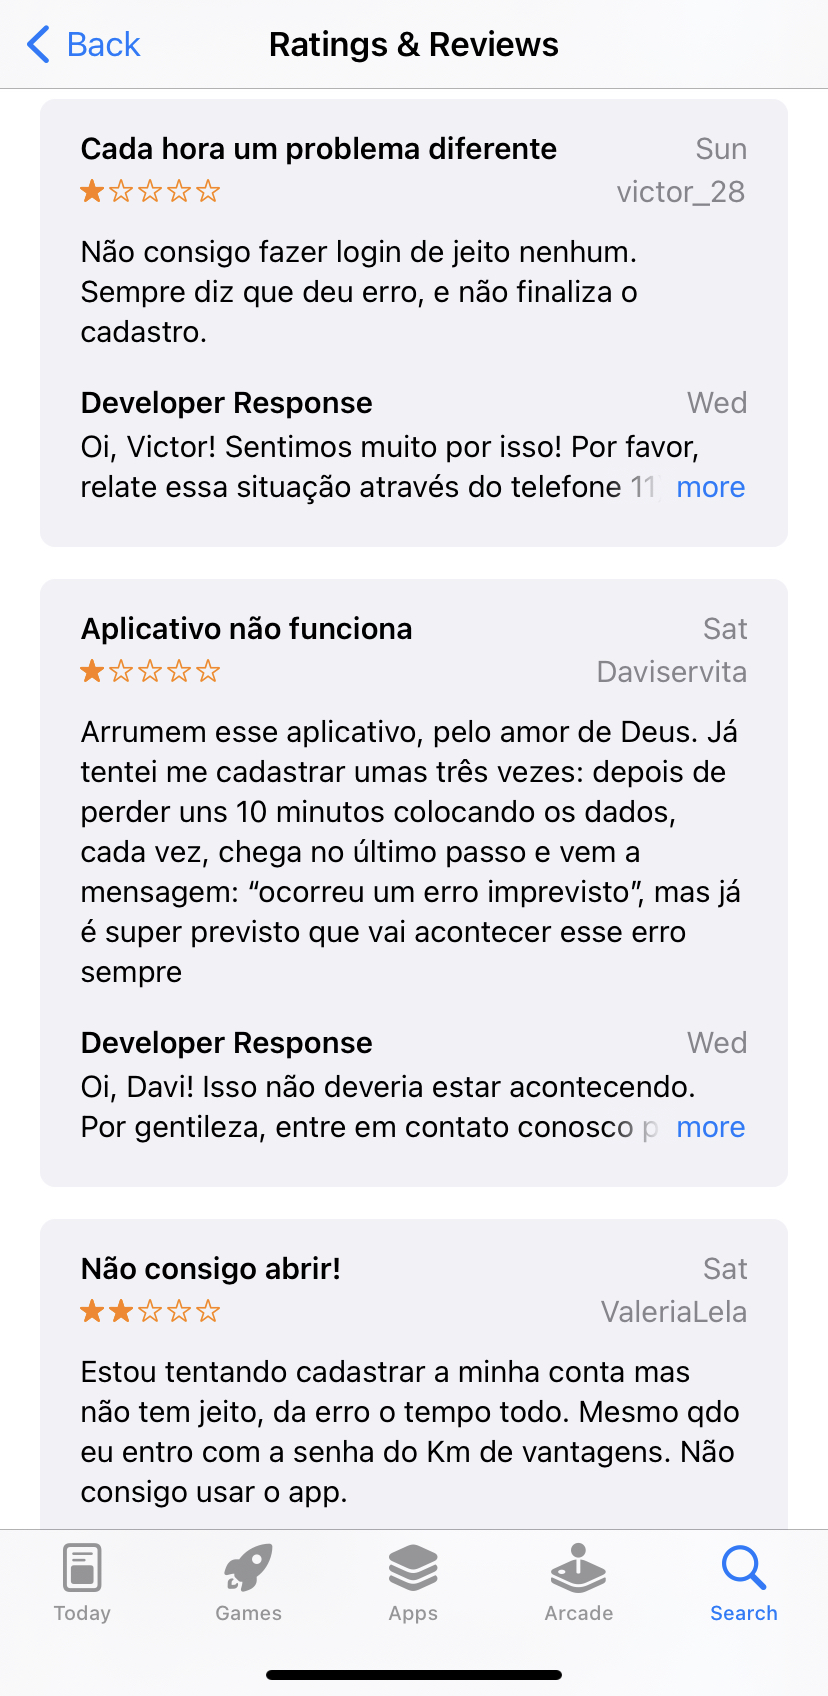 Back
Ratings & Reviews
Cada hora um problema diferente
Sun
victor_28
Não consigo fazer login de jeito nenhum.
Sempre diz que deu erro, e não finaliza o
cadastro.
Developer Response
Wed
Oi, Victor! Sentimos muito por isso! Por favor,
relate essa situação através do telefone 11
more
Aplicativo não funciona
Sat
Daviservita
Arrumem esse aplicativo, pelo amor de Deus. Já
tentei me cadastrar umas três vezes: depois de
perder uns 10 minutos colocando os dados,
cada vez, chega no último passo e vem a
mensagem: “ocorreu um erro imprevisto”, mas já
é super previsto que vai acontecer esse erro
sempre
Developer Response
Wed
Oi, Davi! Isso não deveria estar acontecendo.
Por gentileza, entre em contato conosco p
more
Não consigo abrir!
Sat
ValeriaLela
Estou tentando cadastrar a minha conta mas
não tem jeito, da erro o tempo todo. Mesmo qdo
eu entro com a senha do Km de vantagens. Não
consigo usar o app.
Today
Games
Apps
Arcade
Search